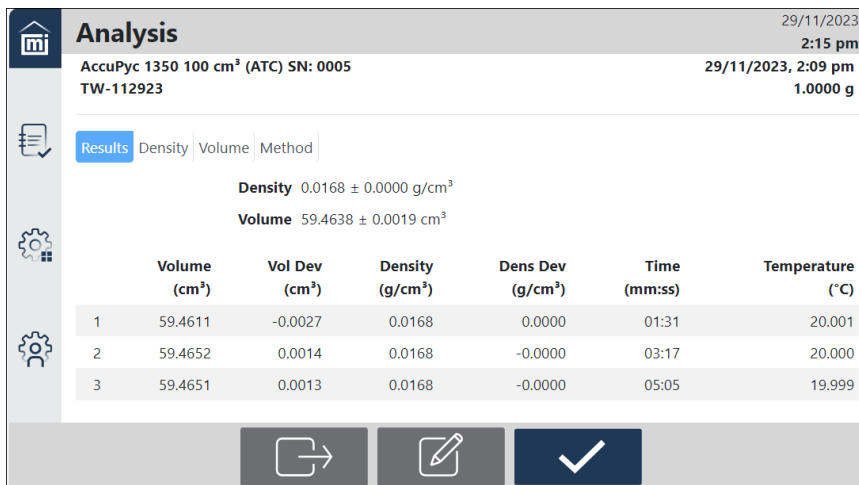 mi
Analysis
29/11/2023
2:15 pm
AccuPyc 1350 100 cm³ (ATC) SN: 0005
29/11/2023, 2:09 pm
TW-112923
1.0000 g
Results Density Volume Method
Density 0.0168 ± 0.0000 g/cm³
Volume 59.4638 ± 0.0019 cm³
Volume Vol Dev Density Dens Dev Time Temperature
(cm³) (cm³) (g/cm³) (g/cm³) (mm:ss) (°C)
1 59.4611 -0.0027 0.0168 0.0000 01:31 20.001
2 59.4652 0.0014 0.0168 -0.0000 03:17 20.000
3 59.4651 0.0013 0.0168 -0.0000 05:05 19.999